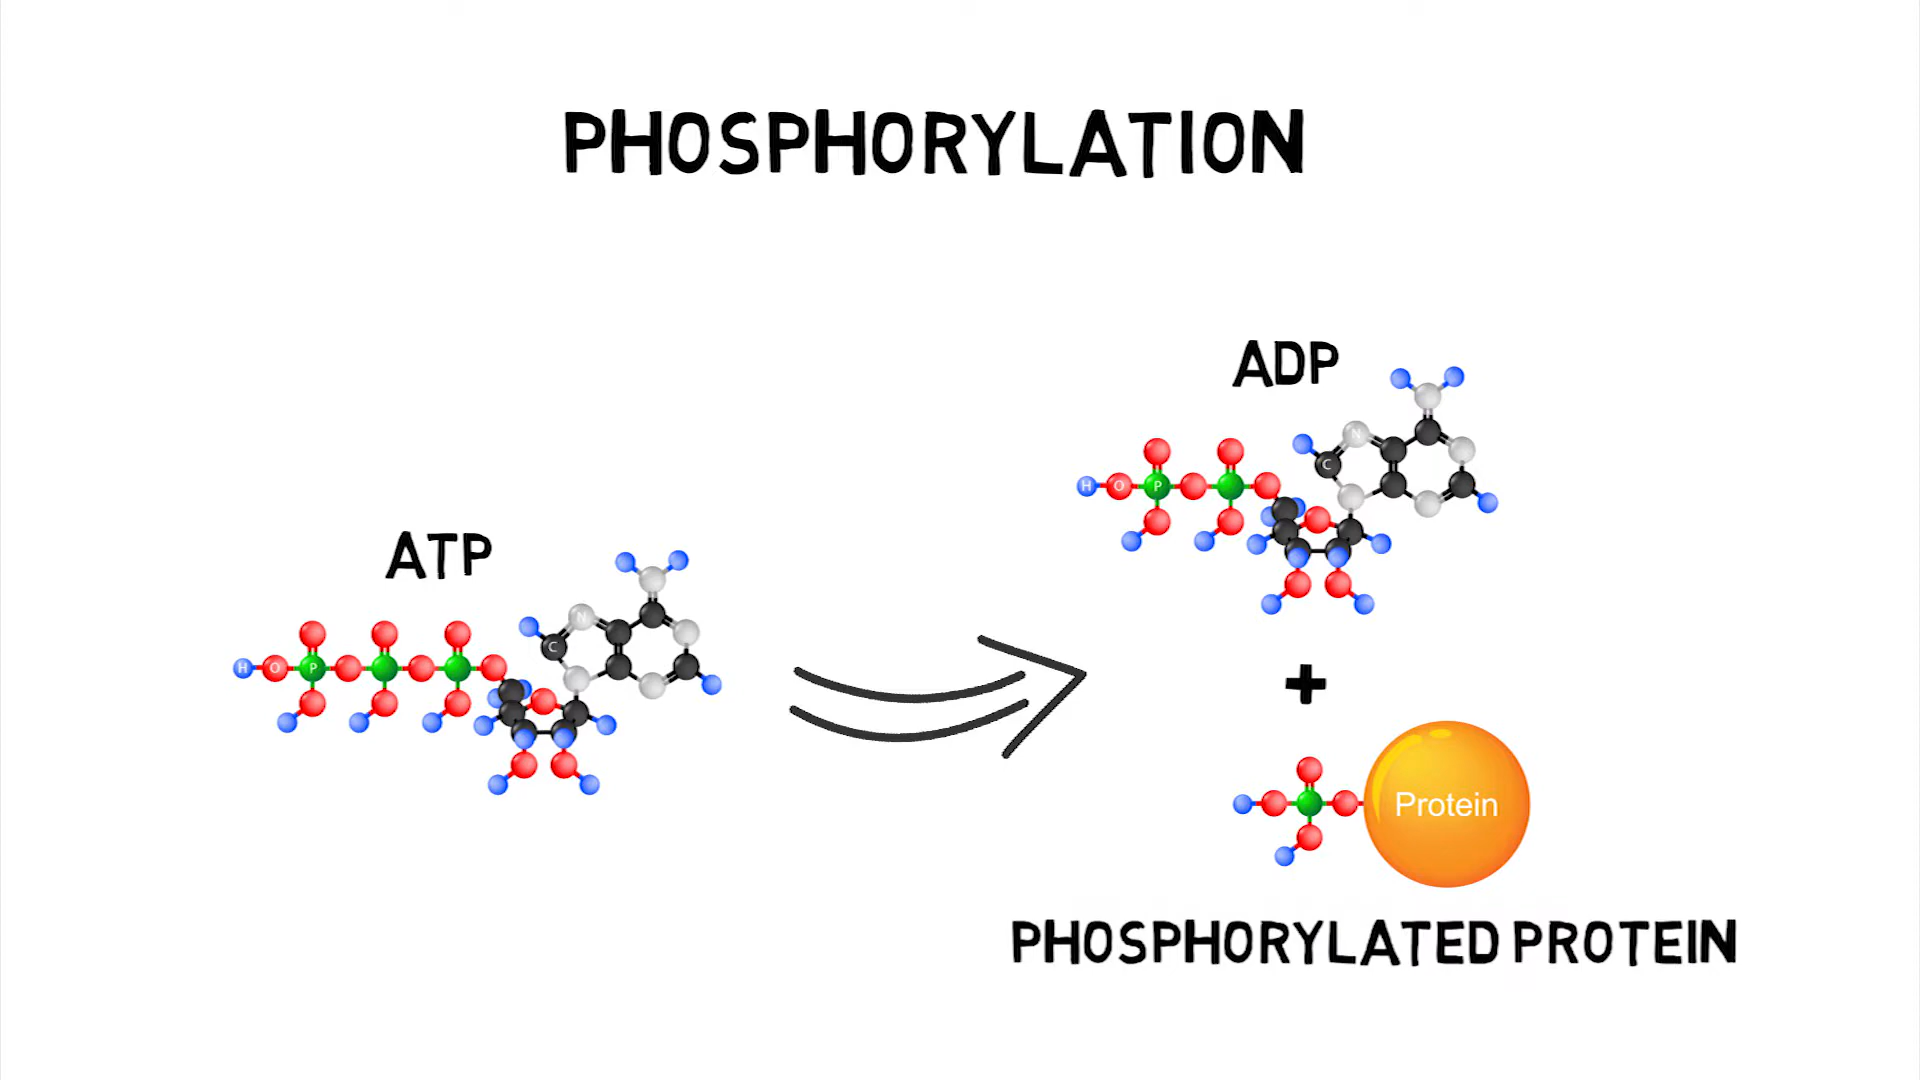 PHOSPHORYLATION
ADP
N
C
H O P
ATP
N
C
H O P
+
Protein
PHOSPHORYLATED PROTEIN